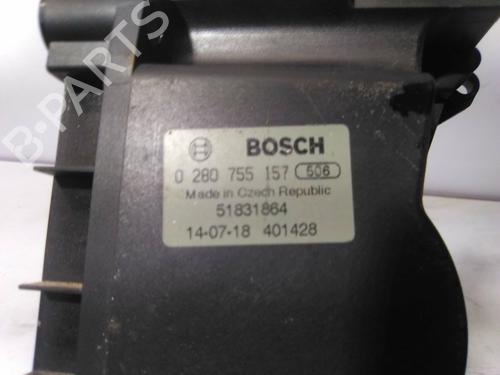 BOSCH
0 280 755 157 506
Made in Czech Republic
51831864
14-07-18 401428
B-PARTS